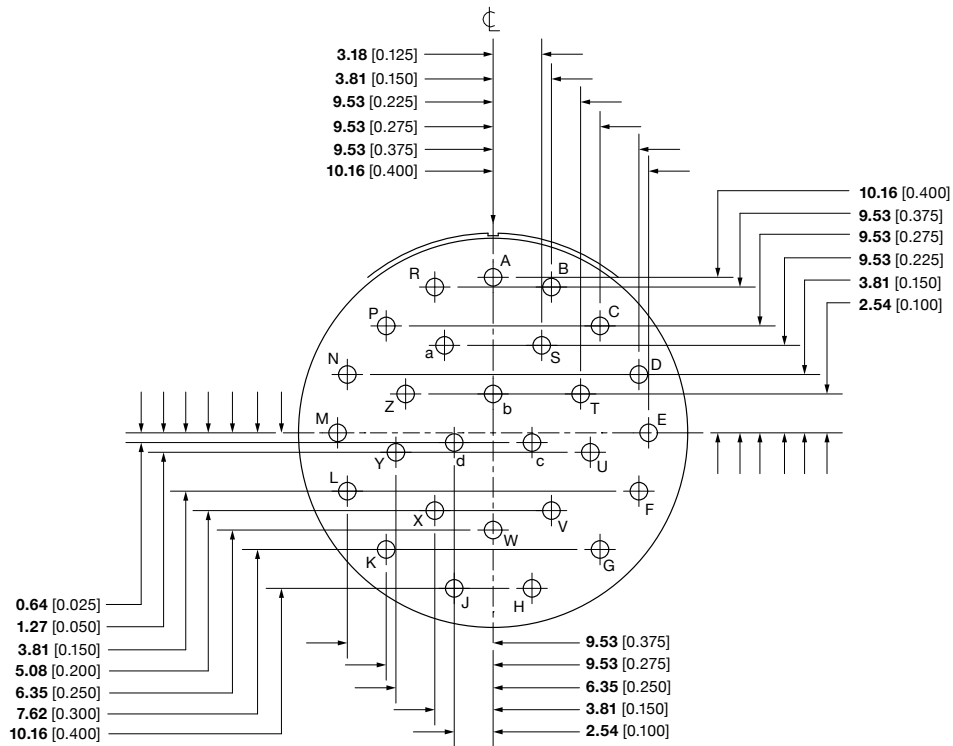 ℄
3.18 [0.125]
3.81 [0.150]
9.53 [0.225]
9.53 [0.275]
9.53 [0.375]
10.16 [0.400]
10.16 [0.400]
9.53 [0.375]
9.53 [0.275]
9.53 [0.225]
3.81 [0.150]
2.54 [0.100]
A
R B
P C
a S
N D
Z b T
M E
Y d c U
L F
X V
W
K G
J H
0.64 [0.025]
1.27 [0.050]
3.81 [0.150]
5.08 [0.200]
6.35 [0.250]
7.62 [0.300]
10.16 [0.400]
9.53 [0.375]
9.53 [0.275]
6.35 [0.250]
3.81 [0.150]
2.54 [0.100]